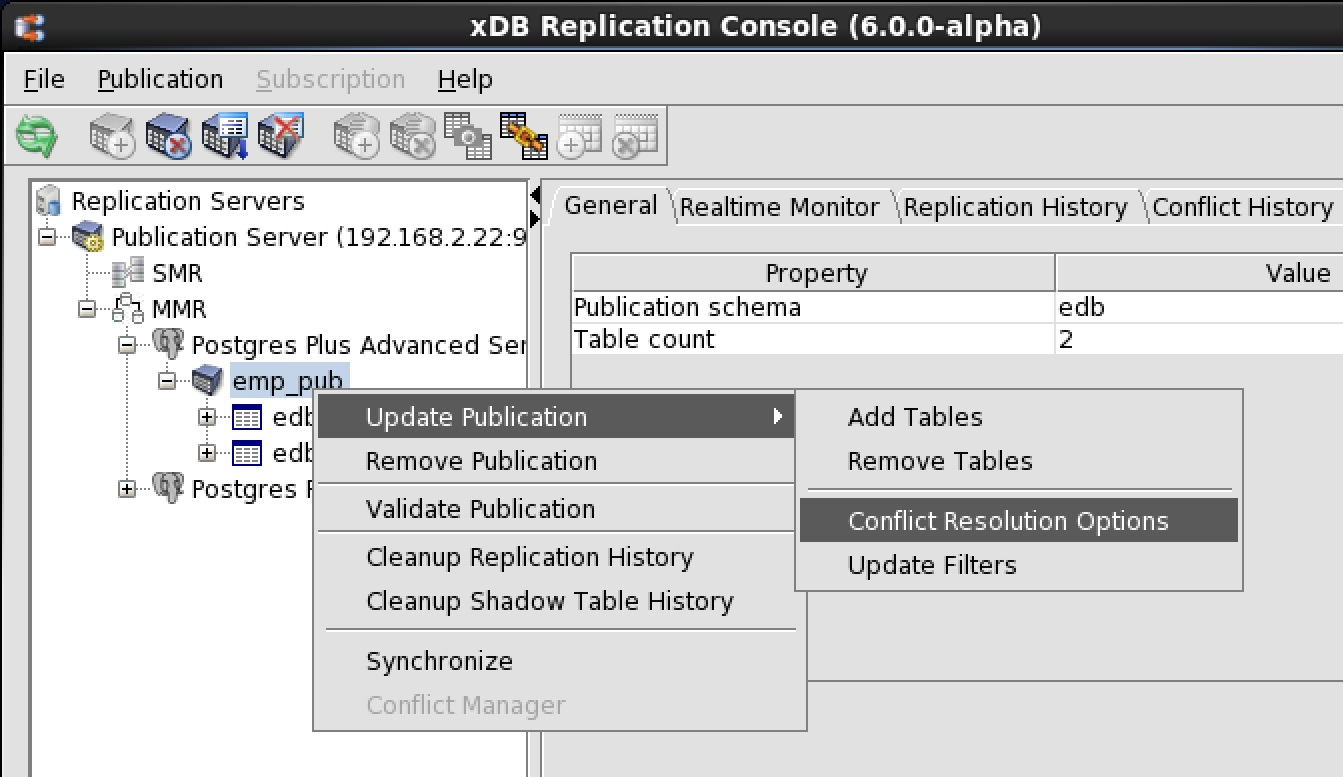 xDB Replication Console (6.0.0-alpha)
File Publication Subscription Help
Replication Servers
Publication Server (192.168.2.22:9
SMR
MMR
Postgres Plus Advanced Ser
emp_pub
edb
edb
Postgres
General Realtime Monitor Replication History Conflict History
Property Value
Publication schema edb
Table count 2
Update Publication
Remove Publication
Validate Publication
Cleanup Replication History
Cleanup Shadow Table History
Synchronize
Conflict Manager
Add Tables
Remove Tables
Conflict Resolution Options
Update Filters